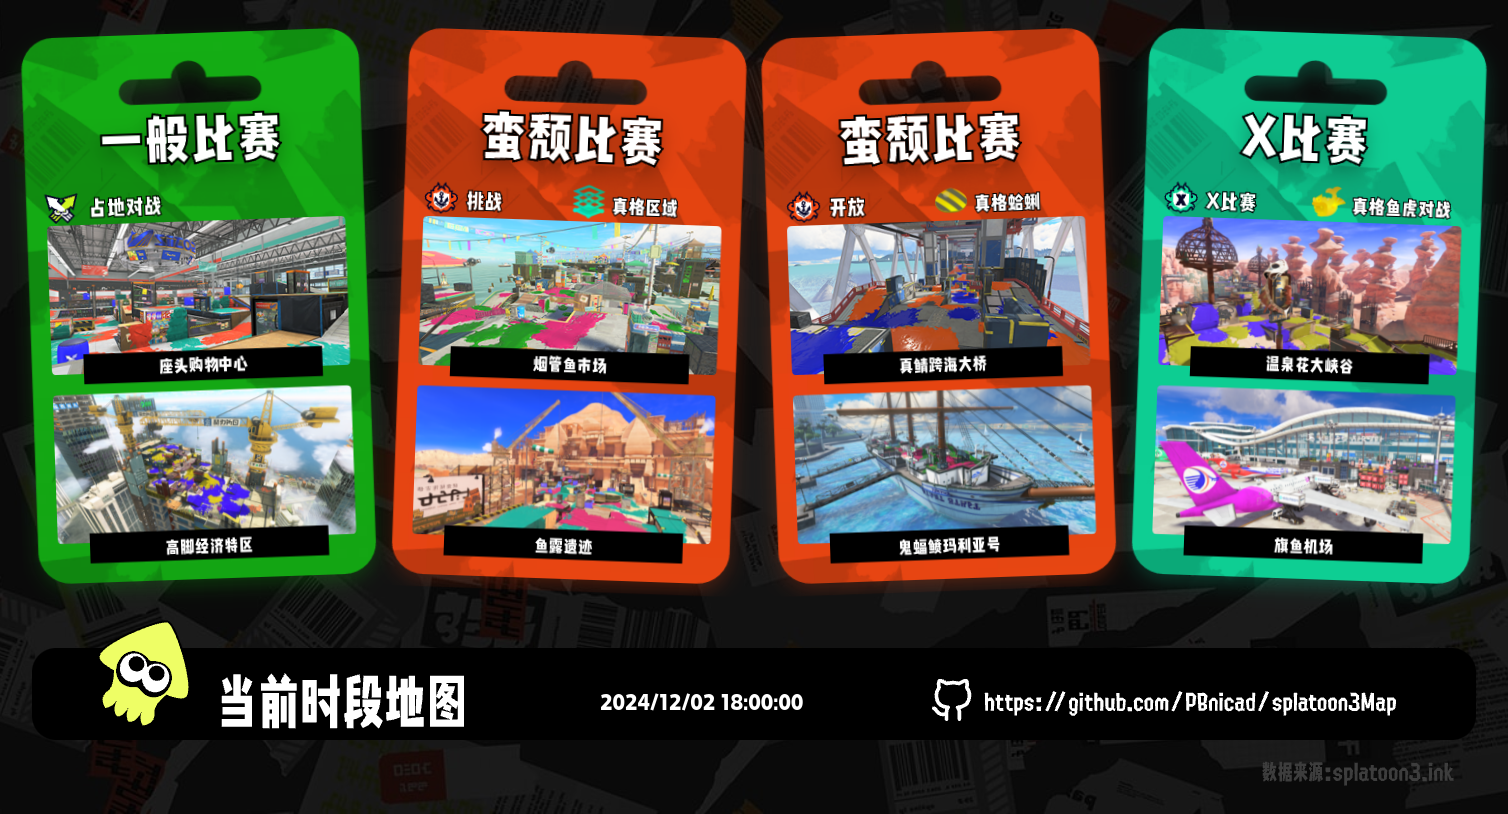 一般比赛
占地对战
座头购物中心
高脚经济特区
蛮颓比赛
挑战
真格区域
烟管鱼市场
鱼露遗迹
蛮颓比赛
开放
真格蛤蜊
真鲷跨海大桥
鬼蝠鲼玛利亚号
X比赛
X比赛
真格鱼虎对战
温泉花大峡谷
旗鱼机场
当前时段地图
2024/12/02 18:00:00
https://github.com/PBnicad/splatoon3Map
数据来源:splatoon3.ink